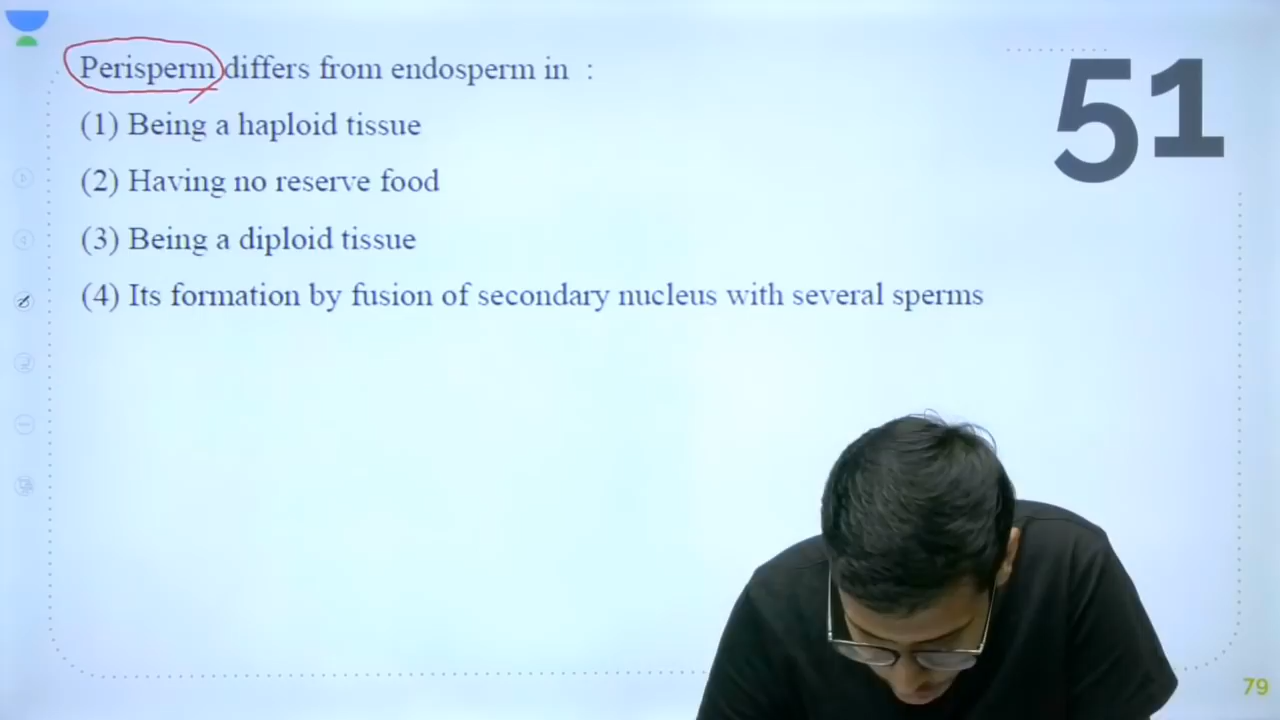 Perisperm differs from endosperm in :
(1) Being a haploid tissue
(2) Having no reserve food
(3) Being a diploid tissue
(4) Its formation by fusion of secondary nucleus with several sperms
51
79